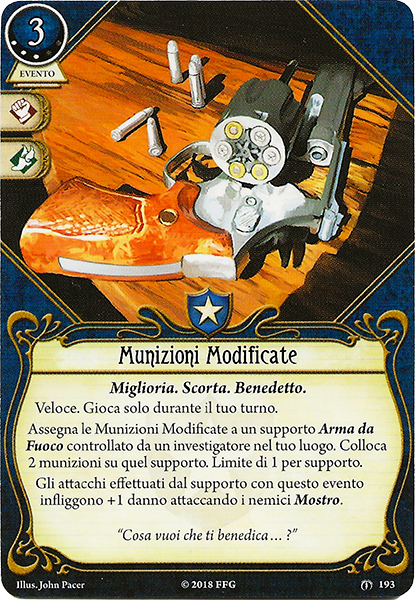 3
EVENTO
Munizioni Modificate
Miglioria. Scorta. Benedetto.
Veloce. Gioca solo durante il tuo turno.
Assegna le Munizioni Modificate a un supporto Arma da
Fuoco controllato da un investigatore nel tuo luogo. Colloca
2 munizioni su quel supporto. Limite di 1 per supporto.
Gli attacchi effettuati dal supporto con questo evento
infliggono +1 danno attaccando i nemici Mostro.
“Cosa vuoi che ti benedica… ?”
Illus. John Pacer © 2018 FFG 193